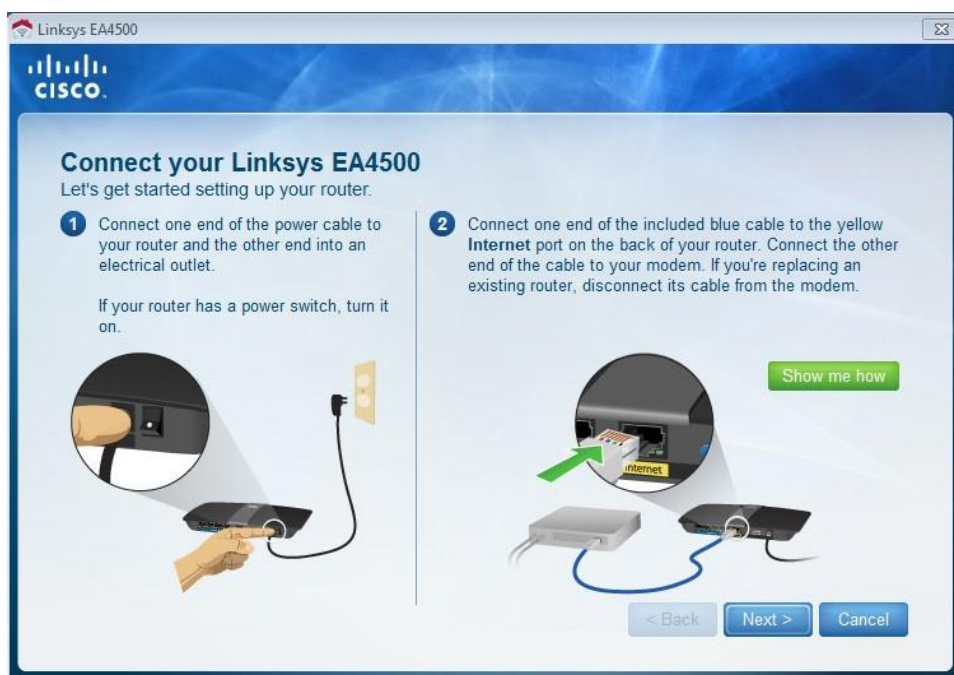 Linksys EA4500
CISCO.
Connect your Linksys EA4500
Let's get started setting up your router.
1 Connect one end of the power cable to
your router and the other end into an
electrical outlet.
If your router has a power switch, turn it
on.
2 Connect one end of the included blue cable to the yellow
Internet port on the back of your router. Connect the other
end of the cable to your modem. If you're replacing an
existing router, disconnect its cable from the modem.
Show me how
Internet
< Back
Next >
Cancel